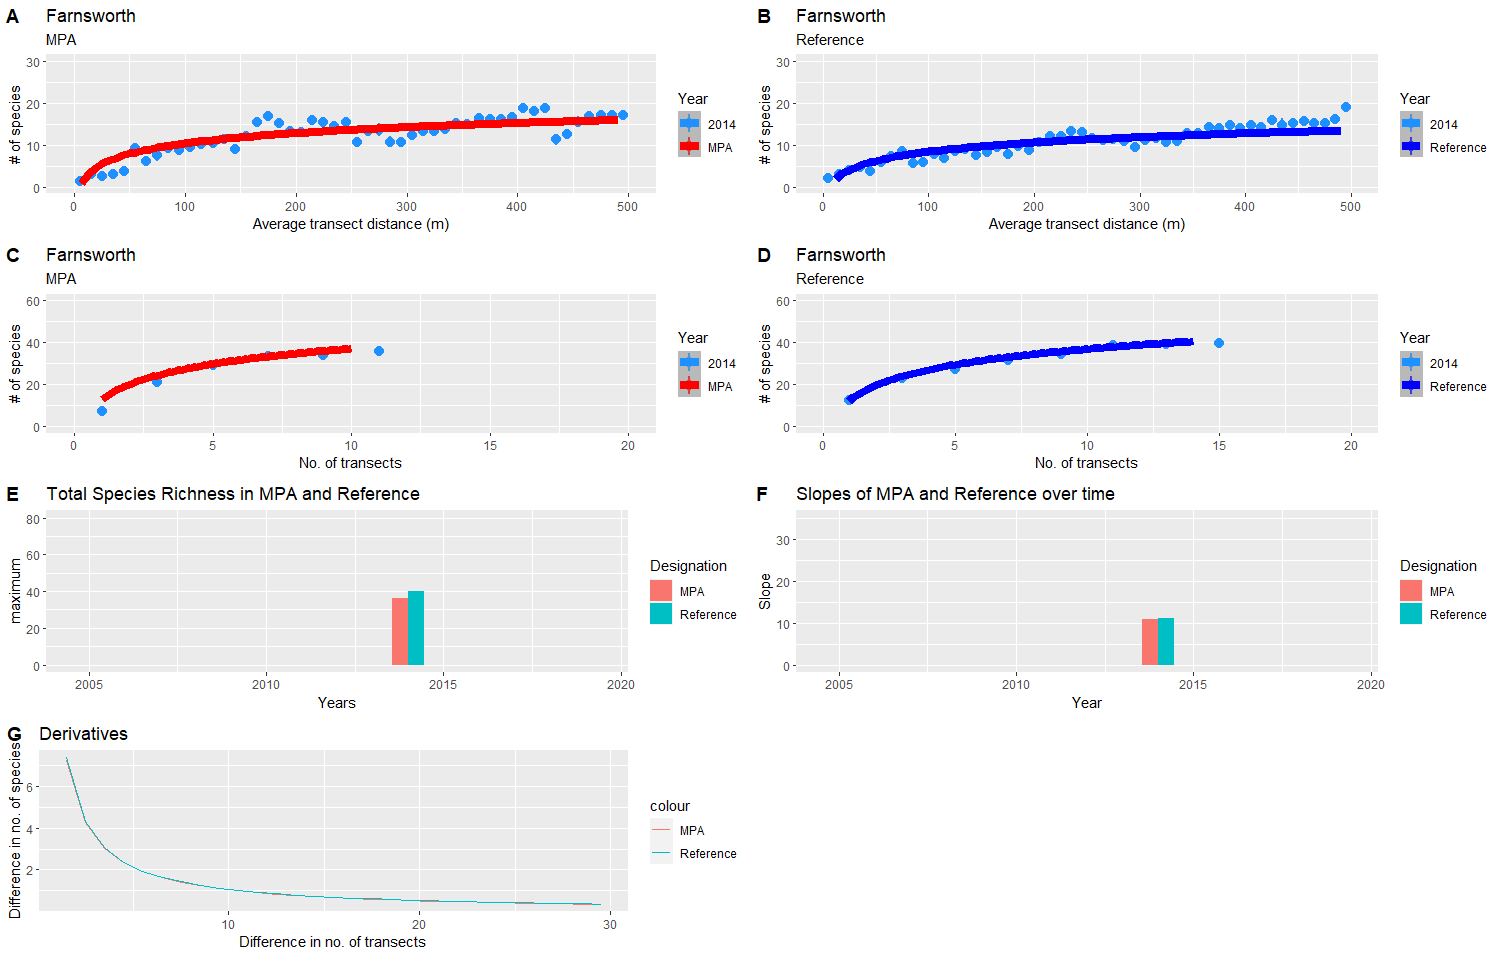 A Farnsworth
MPA
# of species
30
20
10
0
0 100 200 300 400 500
Average transect distance (m)
Year
2014
MPA
B Farnsworth
Reference
# of species
30
20
10
0
0 100 200 300 400 500
Average transect distance (m)
Year
2014
Reference
C Farnsworth
MPA
# of species
60
40
20
0
0 5 10 15 20
No. of transects
Year
2014
MPA
D Farnsworth
Reference
# of species
60
40
20
0
0 5 10 15 20
No. of transects
Year
2014
Reference
E Total Species Richness in MPA and Reference
maximum
80
60
40
20
0
2005 2010 2015 2020
Years
Designation
MPA
Reference
F Slopes of MPA and Reference over time
Slope
30
20
10
0
2005 2010 2015 2020
Year
Designation
MPA
Reference
G Derivatives
Difference in no. of species
6
4
2
10 20 30
Difference in no. of transects
colour
MPA
Reference